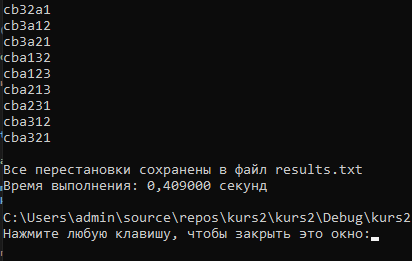 cb32a1
cb3a12
cb3a21
cba132
cba123
cba213
cba231
cba312
cba321
Все перестановки сохранены в файл results.txt
Время выполнения: 0,409000 секунд
C:\Users\admin\source\repos\kurs2\kurs2\Debug\kurs2
Нажмите любую клавишу, чтобы закрыть это окно: